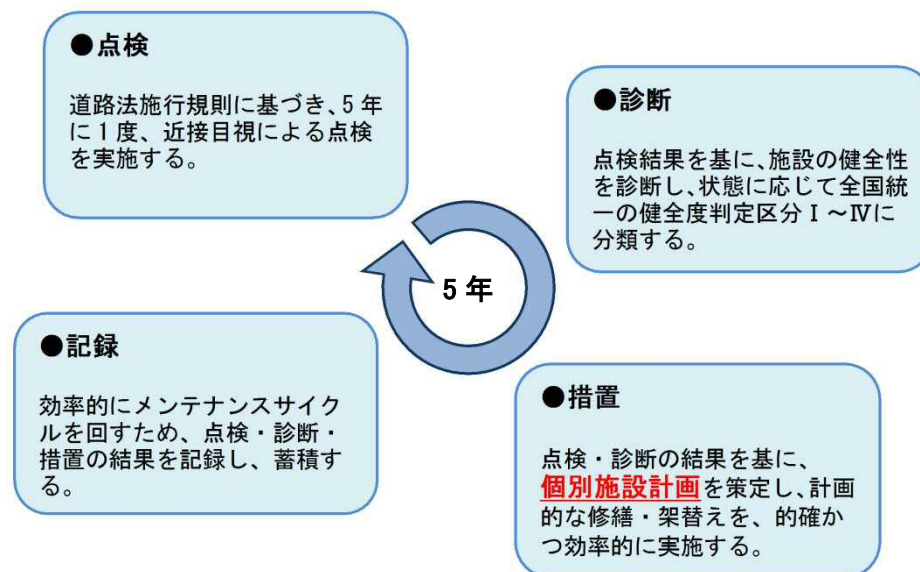 ●点検
道路法施行規則に基づき、5年
に1度、近接目視による点検
を実施する。
●診断
点検結果を基に、施設の健全性
を診断し、状態に応じて全国統
一の健全度判定区分Ⅰ～Ⅳに
分類する。
5年
●措置
点検・診断の結果を基に、
個別施設計画を策定し、計画
的な修繕・架替えを、的確か
つ効率的に実施する。
●記録
効率的にメンテナンスサイク
ルを回すため、点検・診断・
措置の結果を記録し、蓄積す
る。